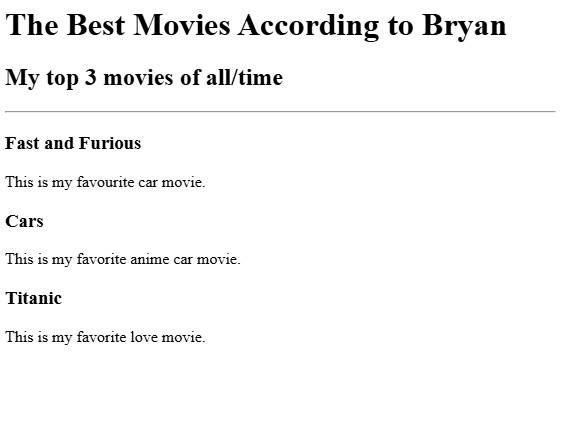 The Best Movies According to Bryan
My top 3 movies of all/time
Fast and Furious
This is my favourite car movie.
Cars
This is my favorite anime car movie.
Titanic
This is my favorite love movie.